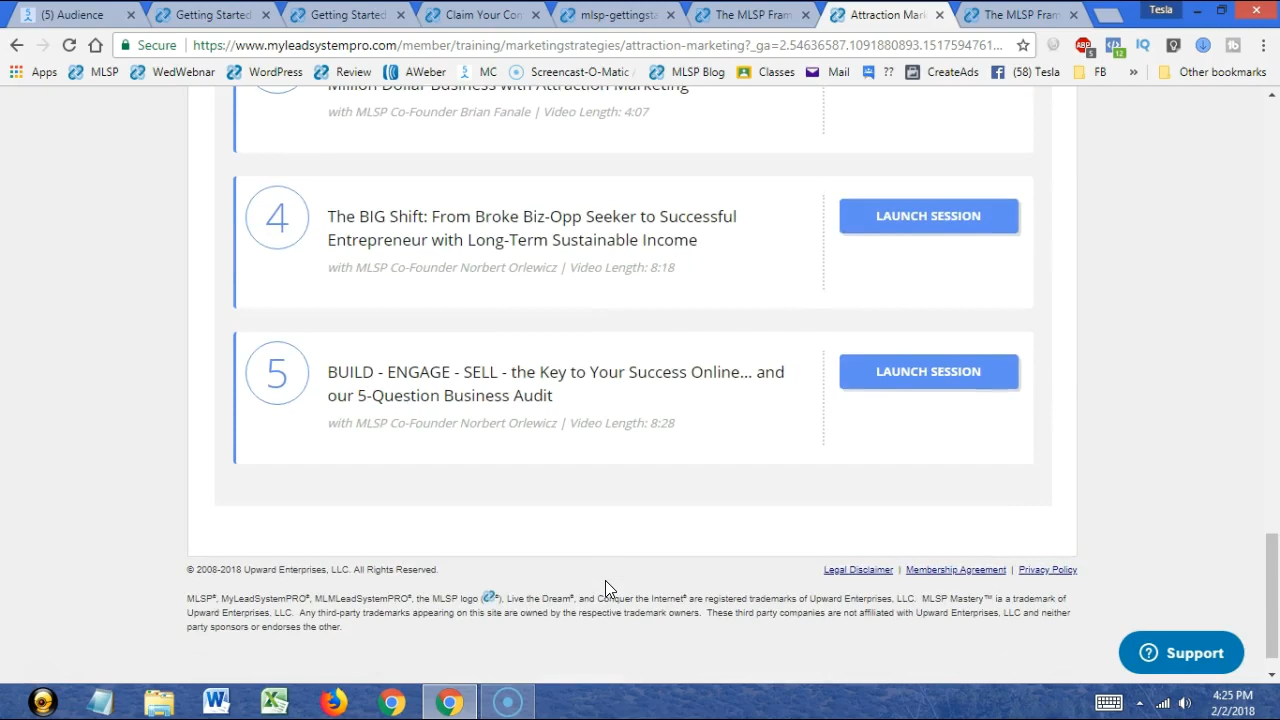 (5) Audience
Getting Started
Getting Started
Claim Your Con
mlsp-gettingsta
The MLSP Fram
Attraction Mark
The MLSP Fram
Tesla
Secure
https://www.myleadsystempro.com/member/training/marketingstrategies/attraction-marketing?_ga=2.54692587.1091880893.1517594761...
Apps
MLSP
WedWebnar
WordPress
Review
AWeber
MC
Screencast-O-Matic
MLSP Blog
Classes
Mail
??
CreateAds
(58) Tesla
FB
»
Other bookmarks
Million Dollar Business with Attraction Marketing
with MLSP Co-Founder Brian Fanale | Video Length: 4:07
4
The BIG Shift: From Broke Biz-Opp Seeker to Successful
Entrepreneur with Long-Term Sustainable Income
with MLSP Co-Founder Norbert Orlewicz | Video Length: 8:18
LAUNCH SESSION
5
BUILD - ENGAGE - SELL - the Key to Your Success Online... and
our 5-Question Business Audit
with MLSP Co-Founder Norbert Orlewicz | Video Length: 8:28
LAUNCH SESSION
© 2008-2018 Upward Enterprises, LLC. All Rights Reserved.
Legal Disclaimer | Membership Agreement | Privacy Policy
MLSP®, MyLeadSystemPRO®, MLMLeadSystemPRO®, the MLSP logo (®), Live the Dream®, and Conquer the Internet® are registered trademarks of Upward Enterprises, LLC. MLSP Mastery™ is a trademark of
Upward Enterprises, LLC. Any third-party trademarks appearing on this site are owned by the respective trademark owners. These third party companies are not affiliated with Upward Enterprises, LLC and neither
party sponsors or endorses the other.
Support
4:25 PM
2/2/2018